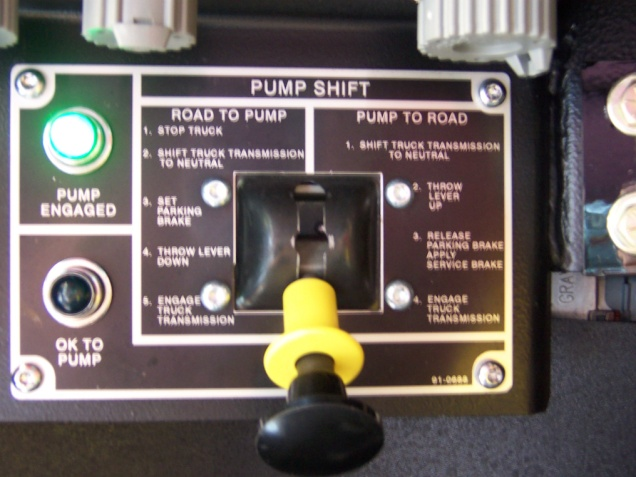 PUMP SHIFT
PUMP
ENGAGED
OK TO
PUMP
ROAD TO PUMP
1. STOP TRUCK
2. SHIFT TRUCK TRANSMISSION
TO NEUTRAL
3. SET
PARKING
BRAKE
4. THROW LEVER
DOWN
5. ENGAGE
TRUCK
TRANSMISSION
PUMP TO ROAD
1. SHIFT TRUCK TRANSMISSION
TO NEUTRAL
2. THROW
LEVER
UP
3. RELEASE
PARKING BRAKE
APPLY
SERVICE BRAKE
4. ENGAGE
TRUCK
TRANSMISSION
GRA